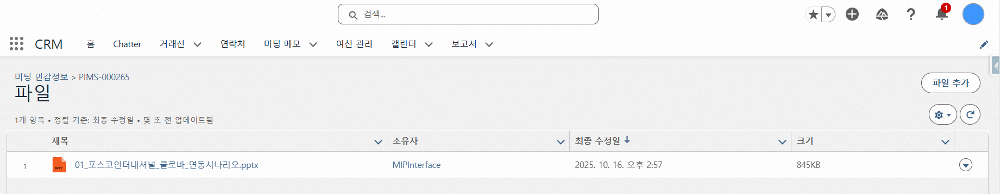 검색...
1
CRM 홈 Chatter 거래선 연락처 미팅 메모 여신 관리 캘린더 보고서
미팅 민감정보 > PIMS-000265
파일
파일 추가
1개 항목 • 정렬 기준: 최종 수정일 • 몇 초 전 업데이트됨
제목 소유자 최종 수정일 크기
1 PPT 01_포스코인터내셔널_클로바_연동시나리오.pptx MIPInterface 2025. 10. 16. 오후 2:57 845KB